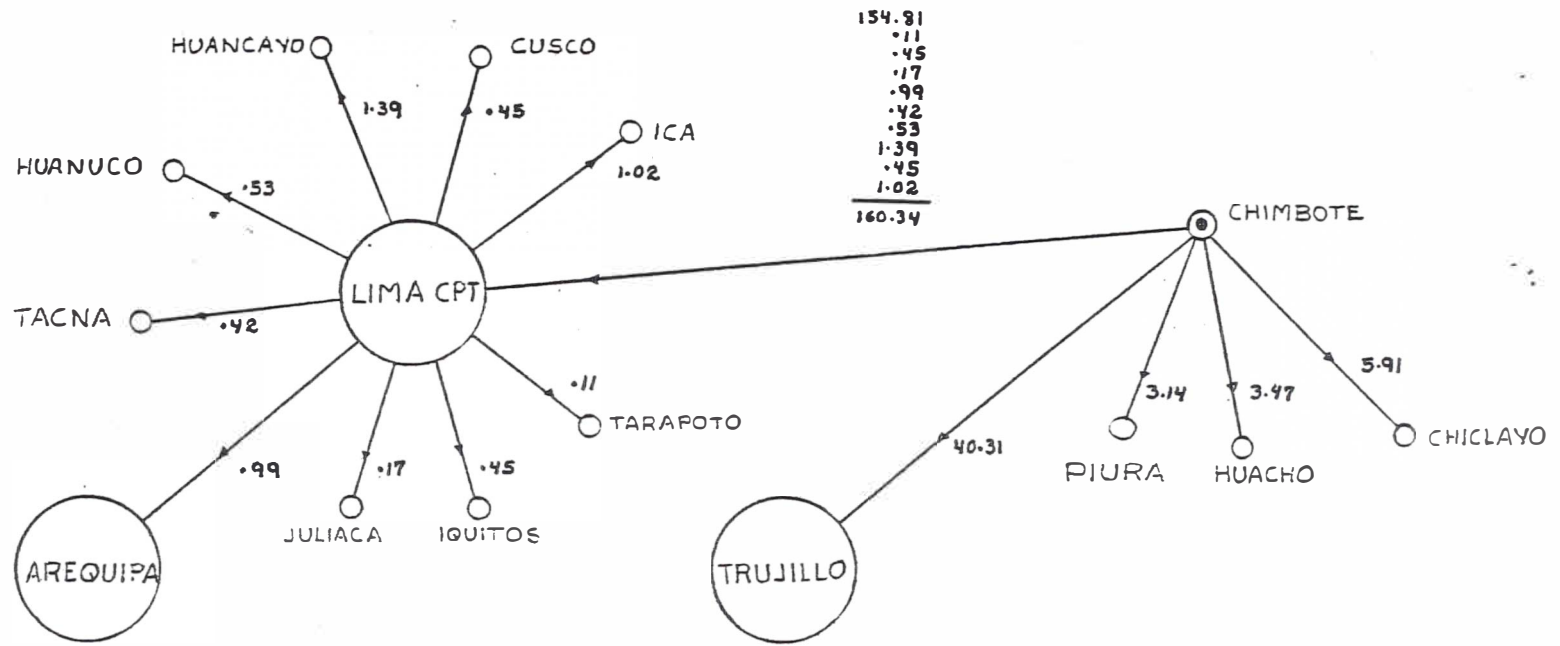 HUANCAYO
CUSCO
1.39
.45
ICA
1.02
HUANUCO
.53
154.81
.11
.45
.17
.99
.42
.53
1.39
.45
1.02
160.34
CHIMBOTE
LIMA CPT
TACNA
.42
.11
TARAPOTO
.99
.17
.45
JULIACA
IQUITOS
AREQUIPA
40.31
3.14
3.47
5.91
PIURA
HUACHO
CHICLAYO
TRUJILLO